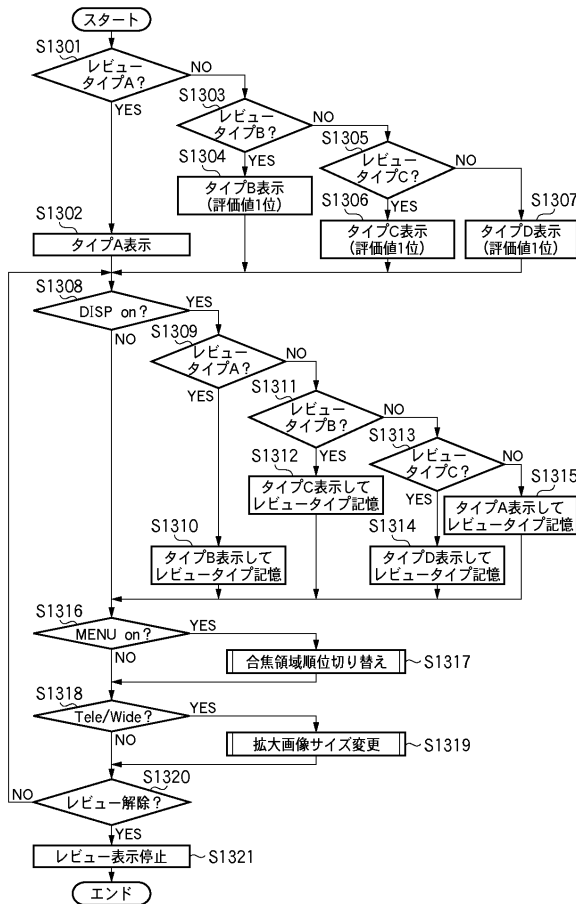 スタート
S1301
レビュー
タイプA？
NO
YES
S1303
レビュー
タイプB？
NO
YES
S1305
レビュー
タイプC？
NO
YES
S1304
タイプB表示
(評価値1位)
S1306
タイプC表示
(評価値1位)
S1307
タイプD表示
(評価値1位)
S1302
タイプA表示
S1308
DISP on？
YES
NO
S1309
レビュー
タイプA？
NO
YES
S1311
レビュー
タイプB？
NO
YES
S1313
レビュー
タイプC？
NO
YES
S1312
タイプC表示して
レビュータイプ記憶
S1315
タイプA表示して
レビュータイプ記憶
S1310
タイプB表示して
レビュータイプ記憶
S1314
タイプD表示して
レビュータイプ記憶
S1316
MENU on？
YES
NO
合焦領域順位切り替え
S1317
S1318
Tele/Wide？
YES
NO
拡大画像サイズ変更
S1319
S1320
レビュー解除？
NO
YES
レビュー表示停止
S1321
エンド